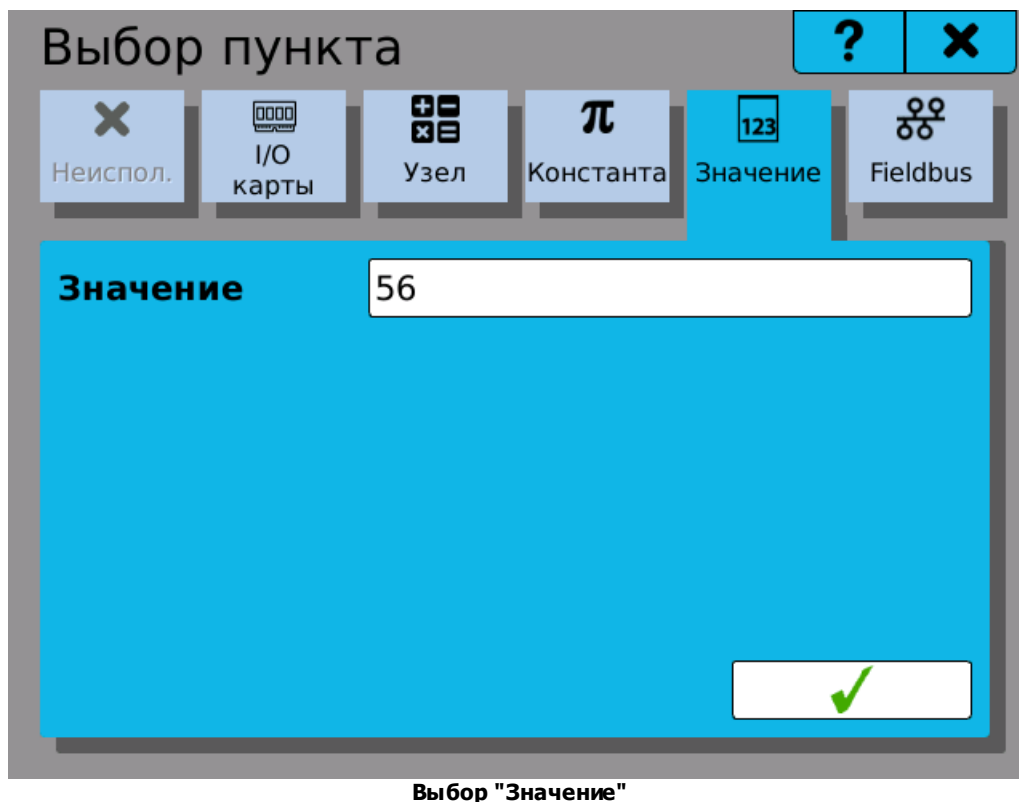 Выбор пункта
?
Неиспол.
I/O
карты
Узел
π
Константа
123
Значение
Fieldbus
Значение
56
Выбор "Значение"